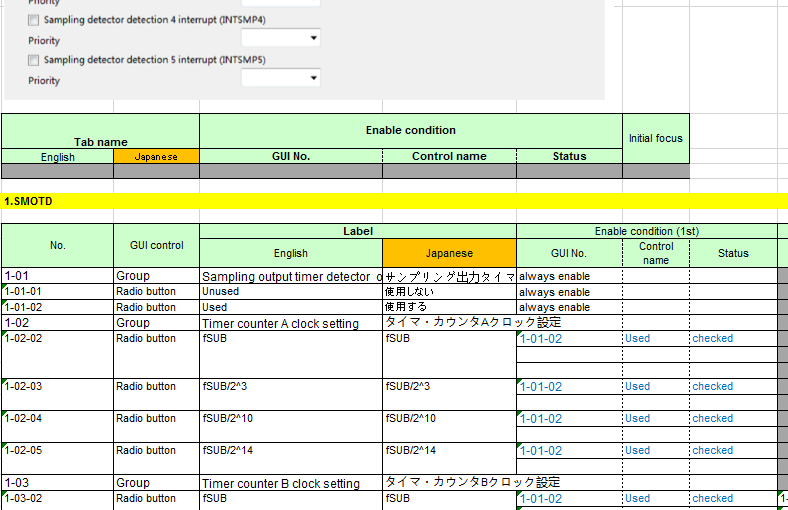 Priority
Sampling detector detection 4 interrupt (INTSMP4)
Priority
Sampling detector detection 5 interrupt (INTSMP5)
Priority
Tab name Enable condition Initial focus
English Japanese GUI No. Control name Status
1.SMOTD
No. GUI control Label Enable condition (1st)
English Japanese GUI No. Control name Status
1-01 Group Sampling output timer detector o サンプリング出力タイマ always enable
1-01-01 Radio button Unused 使用しない always enable
1-01-02 Radio button Used 使用する always enable
1-02 Group Timer counter A clock setting タイマ・カウンタAクロック設定
1-02-02 Radio button fSUB fSUB 1-01-02 Used checked
1-02-03 Radio button fSUB/2^3 fSUB/2^3 1-01-02 Used checked
1-02-04 Radio button fSUB/2^10 fSUB/2^10 1-01-02 Used checked
1-02-05 Radio button fSUB/2^14 fSUB/2^14 1-01-02 Used checked
1-03 Group Timer counter B clock setting タイマ・カウンタBクロック設定
1-03-02 Radio button fSUB fSUB 1-01-02 Used checked 1-